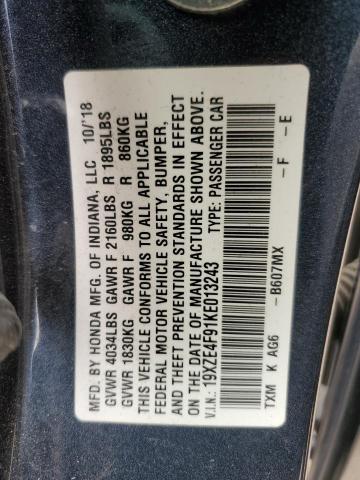 MFD. BY HONDA MFG. OF INDIANA, LLC 10/'18
GVWR 4034LBS GAWR F 2160LBS R 1895LBS
GVWR 1830KG GAWR F 980KG R 860KG
THIS VEHICLE CONFORMS TO ALL APPLICABLE
FEDERAL MOTOR VEHICLE SAFETY, BUMPER,
AND THEFT PREVENTION STANDARDS IN EFFECT
ON THE DATE OF MANUFACTURE SHOWN ABOVE.
V.I.N.: 19XZE4F91KE013243 TYPE: PASSENGER CAR
TXM K AG6 -B607MX -F -E